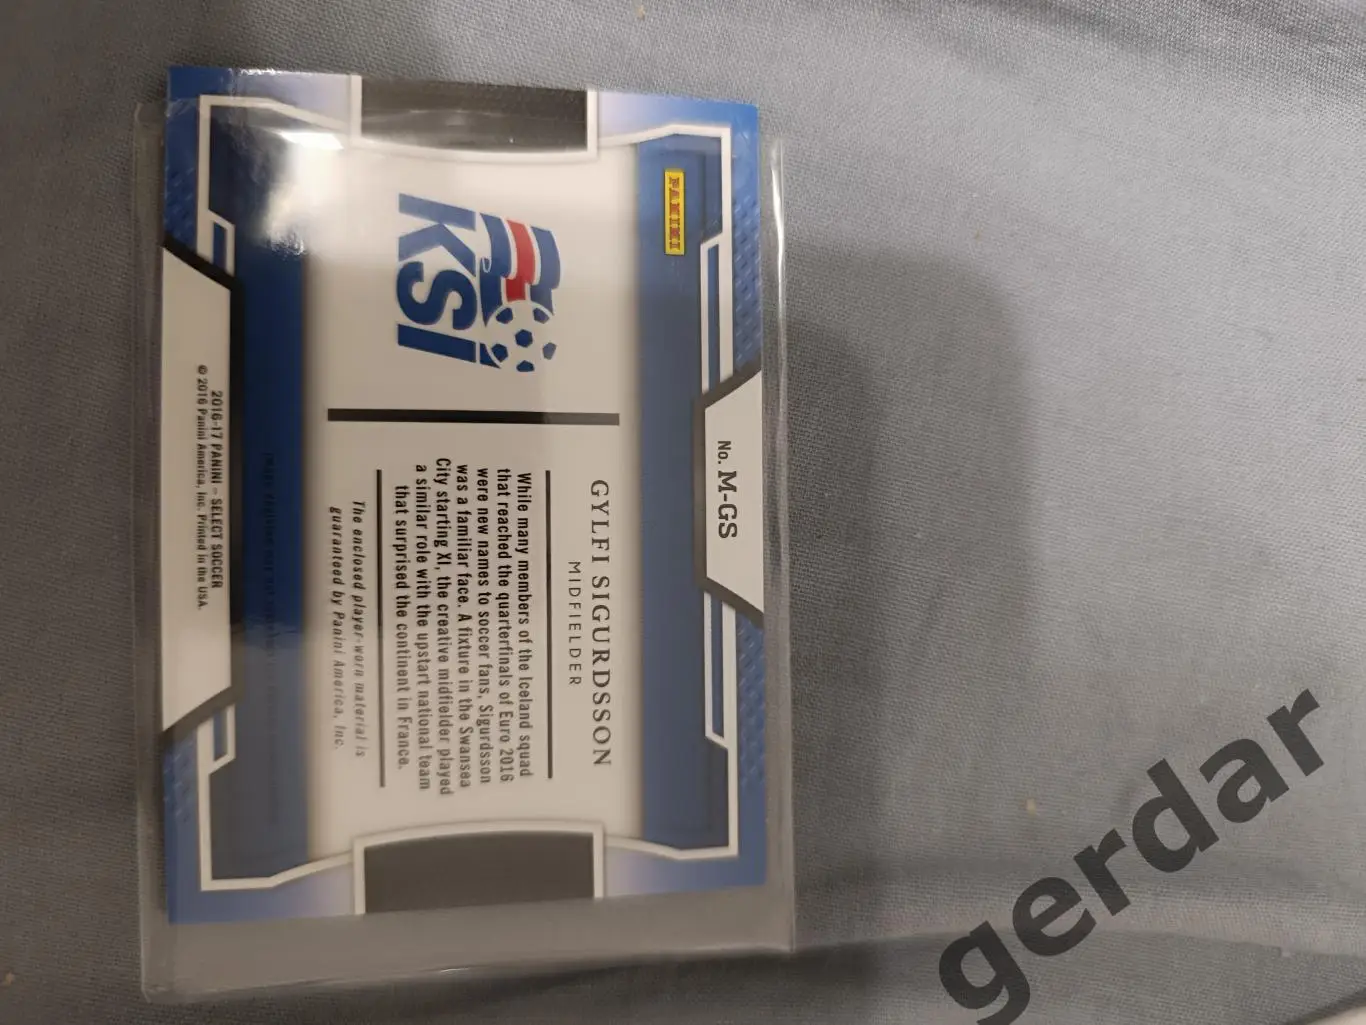 PANINI
No. M-GS
KSÍ
GYLFI SIGURDSSON
MIDFIELDER
While many members of the Iceland squad
that reached the quarterfinals of Euro 2016
were new names to soccer fans, Sigurdsson
was a familiar face. A fixture in the Swansea
City starting XI, the creative midfielder played
a similar role with the upstart national team
that surprised the continent in France.
The enclosed player-worn material is
guaranteed by Panini America, Inc.
2016-17 PANINI - SELECT SOCCER
© 2016 Panini America, Inc. Printed in the USA.
gerdar